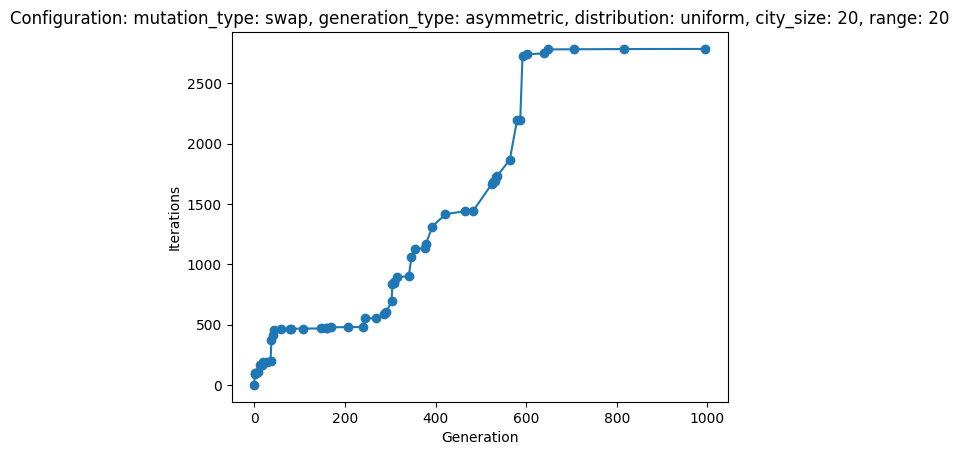 Configuration: mutation_type: swap, generation_type: asymmetric, distribution: uniform, city_size: 20, range: 20
2500
2000
1500
1000
500
0
Iterations
0 200 400 600 800 1000
Generation